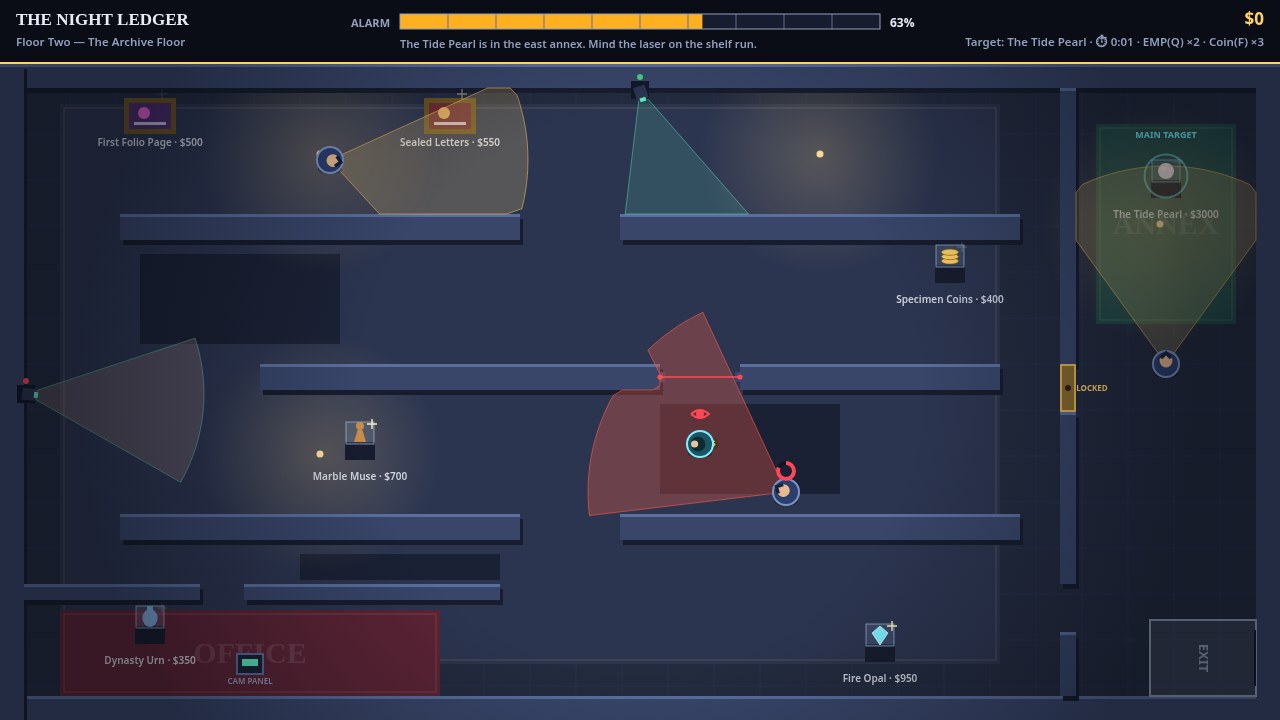 THE NIGHT LEDGER
Floor Two — The Archive Floor
ALARM
63%
The Tide Pearl is in the east annex. Mind the laser on the shelf run.
$0
Target: The Tide Pearl · ⏱ 0:01 · EMP(Q) ×2 · Coin(F) ×3
First Folio Page · $500
Sealed Letters · $550
MAIN TARGET
The Tide Pearl · $3000
ANNEX
Specimen Coins · $400
LOCKED
Marble Muse · $700
Dynasty Urn · $350
OFFICE
CAM PANEL
Fire Opal · $950
EXIT